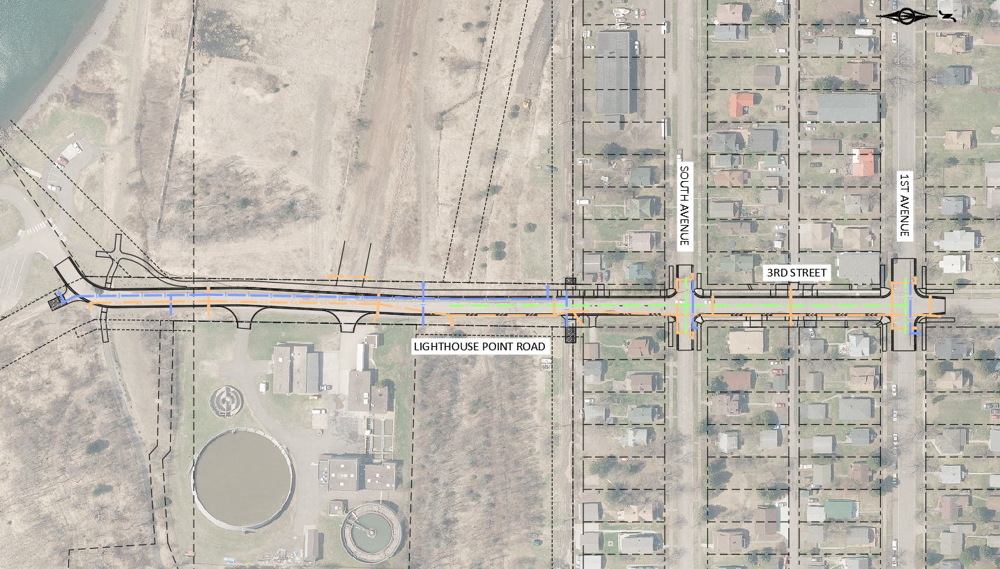 SOUTH AVENUE
1ST AVENUE
3RD STREET
LIGHTHOUSE POINT ROAD